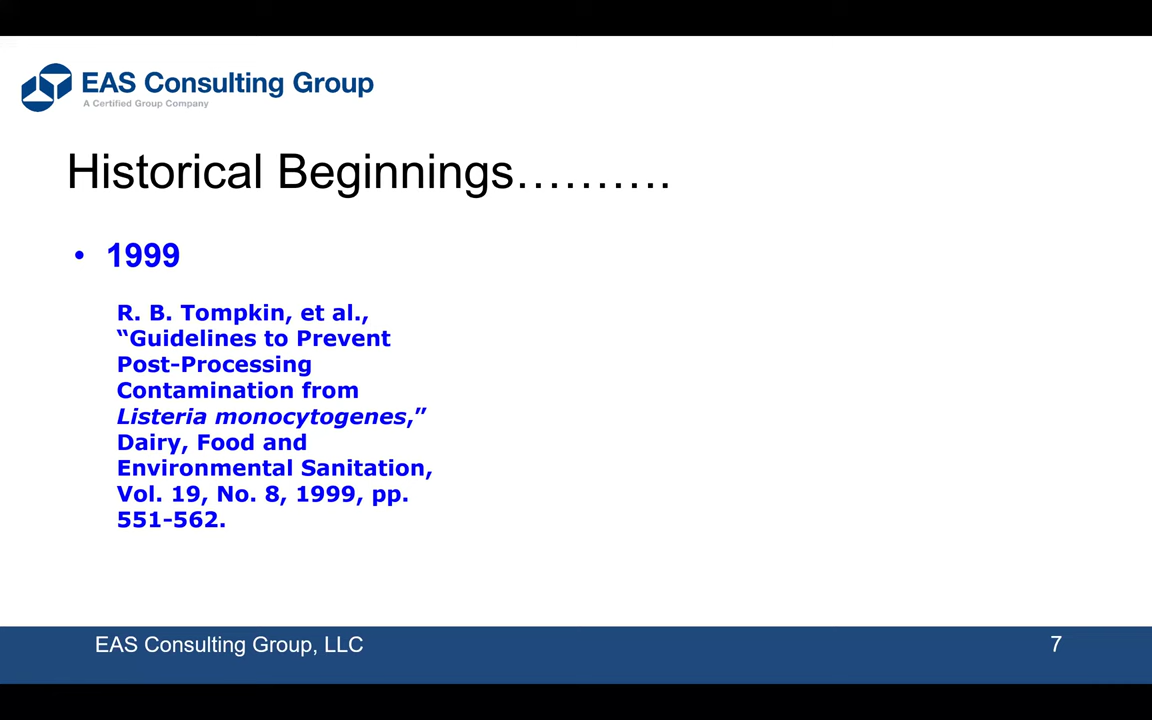 EAS Consulting Group
A Certified Group Company
Historical Beginnings……….
• 1999
R. B. Tompkin, et al.,
“Guidelines to Prevent
Post-Processing
Contamination from
Listeria monocytogenes,”
Dairy, Food and
Environmental Sanitation,
Vol. 19, No. 8, 1999, pp.
551-562.
EAS Consulting Group, LLC
7